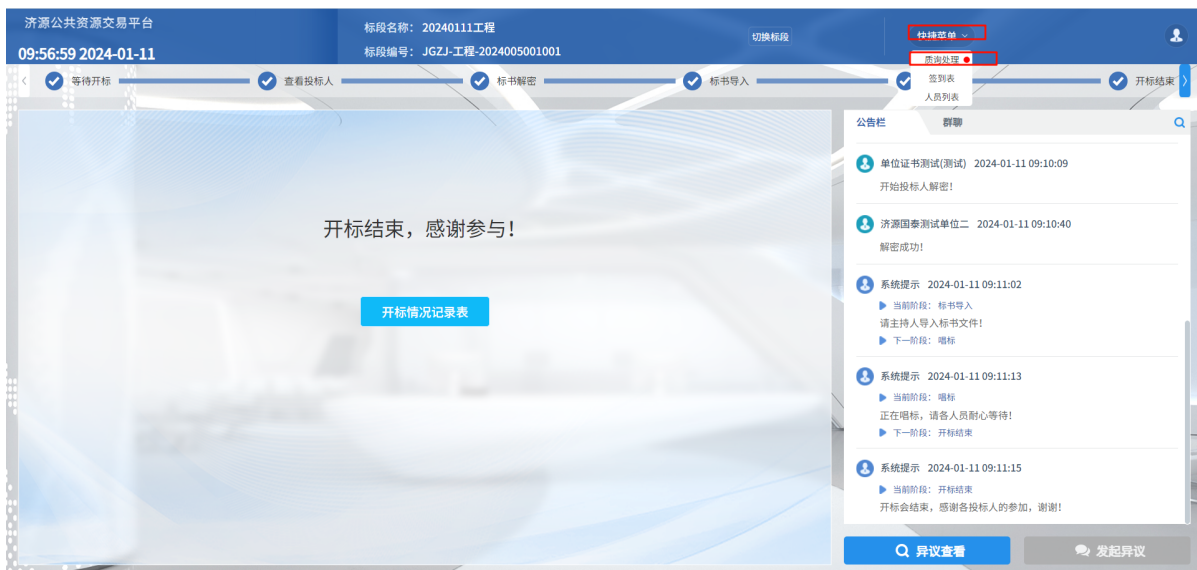 济源公共资源交易平台
09:56:59 2024-01-11
标段名称： 20240111工程
标段编号： JGZJ-工程-2024005001001
切换标段
快捷菜单
质询处理
签到表
人员列表
等待开标
查看投标人
标书解密
标书导入
开标结束
开标结束，感谢参与！
开标情况记录表
公告栏
群聊
单位证书测试(测试) 2024-01-11 09:10:09
开始投标人解密！
济源国泰测试单位二 2024-01-11 09:10:40
解密成功！
系统提示 2024-01-11 09:11:02
当前阶段： 标书导入
请主持人导入标书文件！
下一阶段： 唱标
系统提示 2024-01-11 09:11:13
当前阶段： 唱标
正在唱标，请各人员耐心等待！
下一阶段： 开标结束
系统提示 2024-01-11 09:11:15
当前阶段： 开标结束
开标会结束，感谢各投标人的参加，谢谢！
异议查看
发起异议